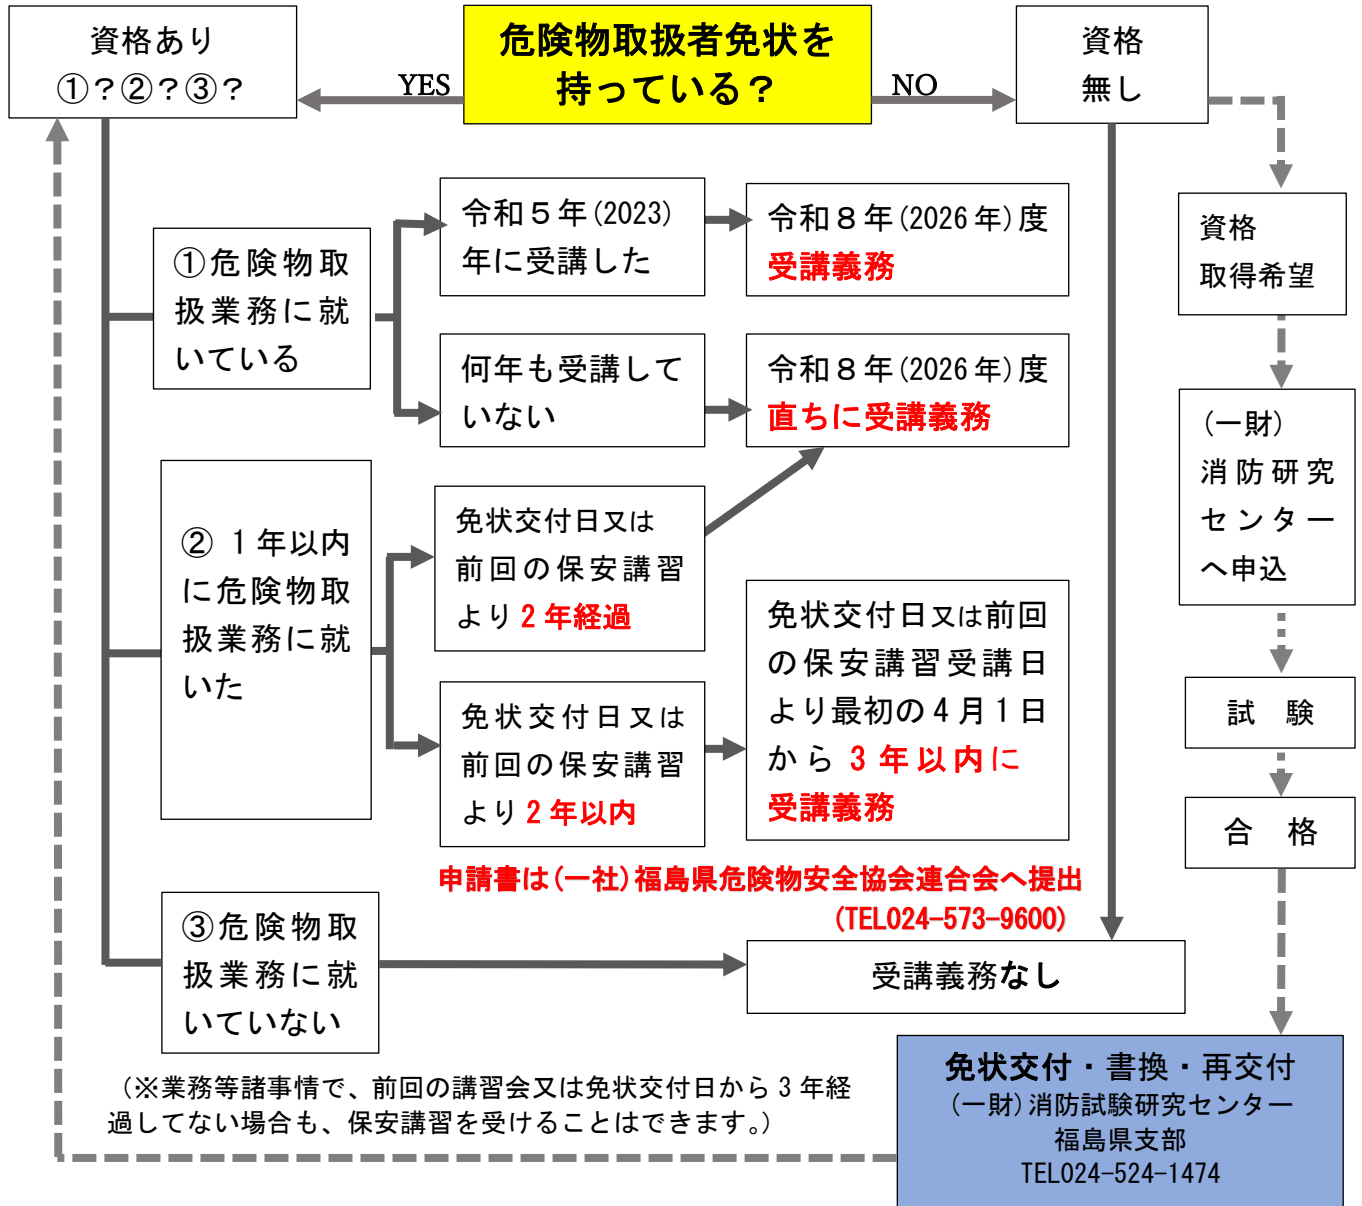 資格あり
①？②？③？
YES
危険物取扱者免状を
持っている？
NO
資格
無し
①危険物取
扱業務に就
いている
令和５年(2023)
年に受講した
令和８年(2026 年)度
受講義務
何年も受講して
いない
令和８年(2026 年)度
直ちに受講義務
② 1 年以内
に危険物取
扱業務に就
いた
免状交付日又は
前回の保安講習
より 2 年経過
免状交付日又は
前回の保安講習
より 2 年以内
免状交付日又は前回
の保安講習受講日
より最初の 4 月 1 日
から 3 年以内に
受講義務
申請書は(一社)福島県危険物安全協会連合会へ提出
(TEL024-573-9600)
③危険物取
扱業務に就
いていない
受講義務なし
資格
取得希望
(一財)
消防研究
センター
へ申込
試　験
合　格
免状交付・書換・再交付
(一財)消防試験研究センター
福島県支部
TEL024-524-1474
（※業務等諸事情で、前回の講習会又は免状交付日から 3 年経
過してない場合も、保安講習を受けることはできます。）